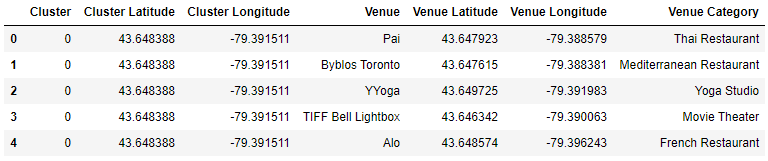 Cluster Cluster Latitude Cluster Longitude Venue Venue Latitude Venue Longitude Venue Category
0 0 43.648388 -79.391511 Pai 43.647923 -79.388579 Thai Restaurant
1 0 43.648388 -79.391511 Byblos Toronto 43.647615 -79.388381 Mediterranean Restaurant
2 0 43.648388 -79.391511 YYoga 43.649725 -79.391983 Yoga Studio
3 0 43.648388 -79.391511 TIFF Bell Lightbox 43.646342 -79.390063 Movie Theater
4 0 43.648388 -79.391511 Alo 43.648574 -79.396243 French Restaurant